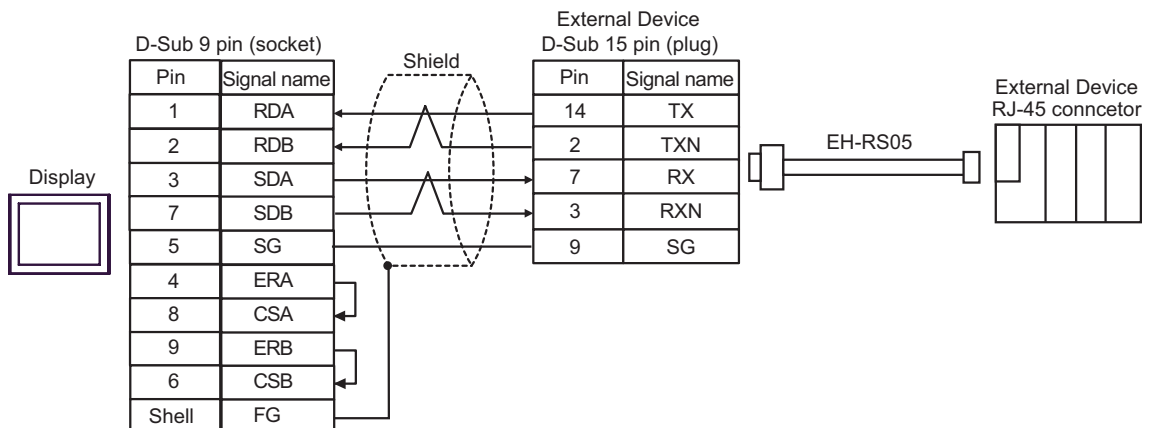 External Device
D-Sub 9 pin (socket)
D-Sub 15 pin (plug)
Shield
Pin Signal name
Pin Signal name
External Device
RJ-45 conncetor
1 RDA
14 TX
2 RDB
2 TXN
EH-RS05
Display
3 SDA
7 RX
7 SDB
3 RXN
5 SG
9 SG
4 ERA
8 CSA
9 ERB
6 CSB
Shell FG